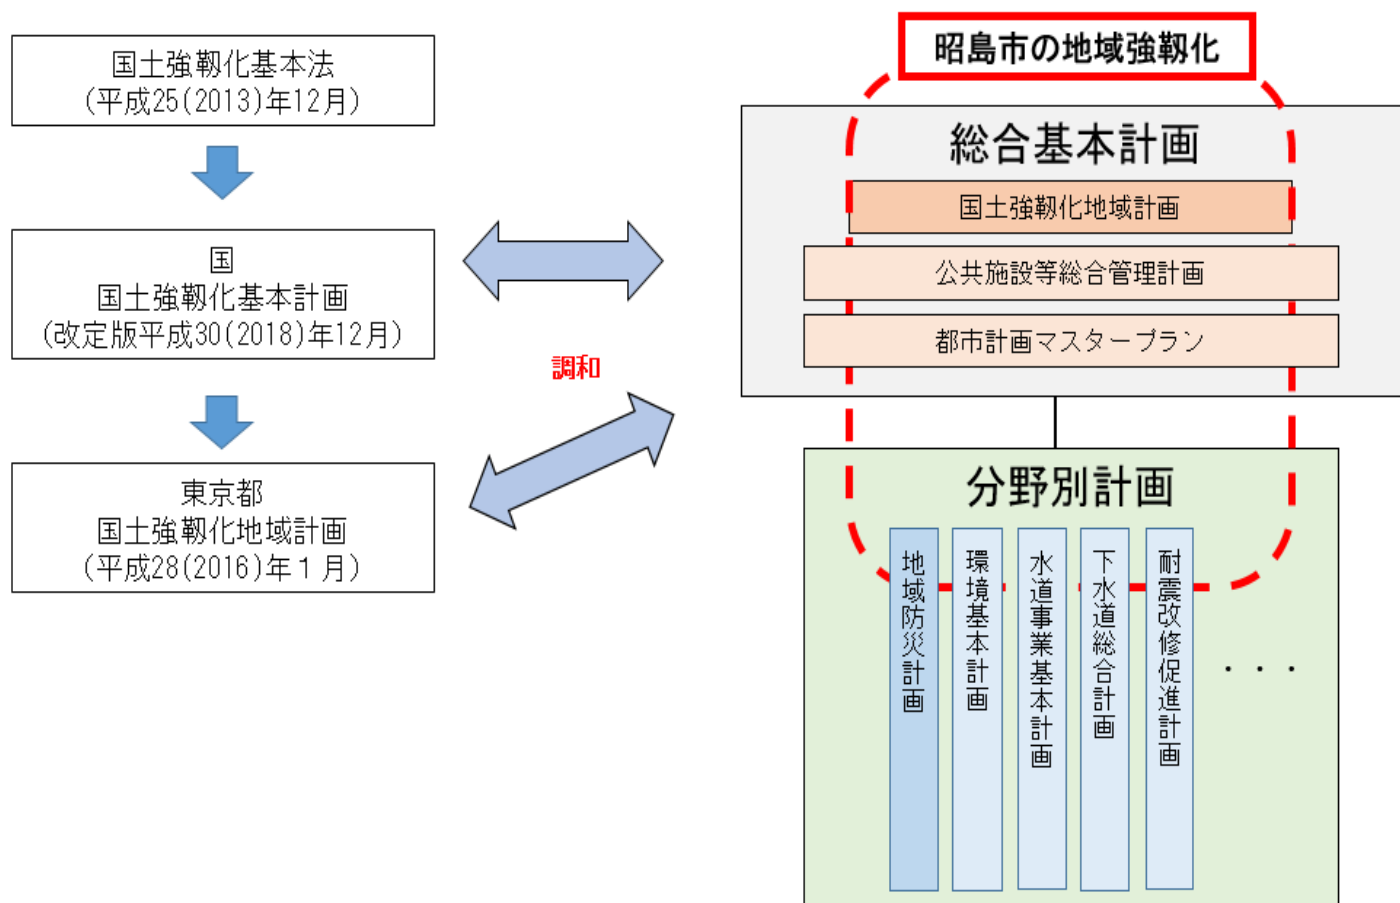 国土強靱化基本法
(平成25(2013)年12月)
国
国土強靱化基本計画
(改定版平成30(2018)年12月)
東京都
国土強靱化地域計画
(平成28(2016)年１月)
調和
昭島市の地域強靱化
総合基本計画
国土強靱化地域計画
公共施設等総合管理計画
都市計画マスタープラン
分野別計画
地域防災計画
環境基本計画
水道事業基本計画
下水道総合計画
耐震改修促進計画
・・・